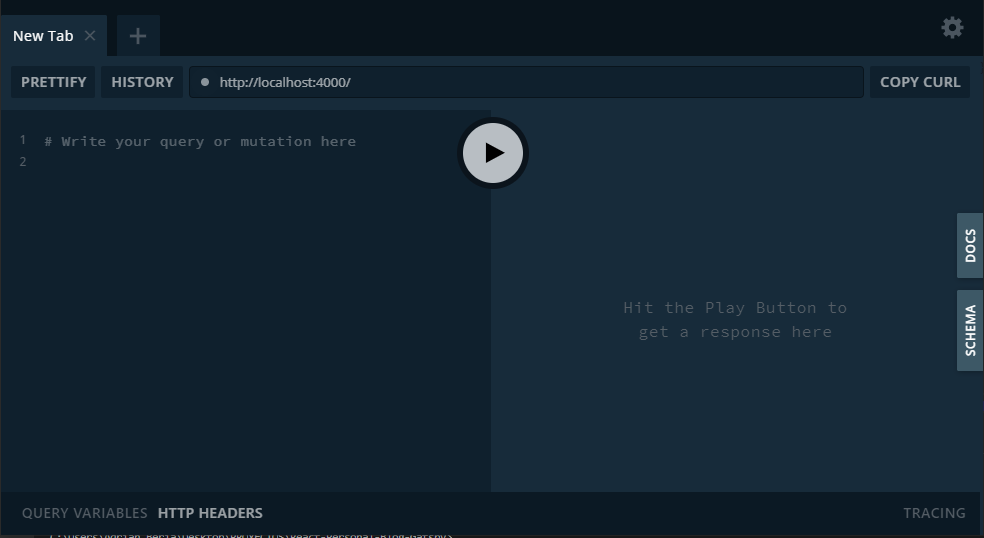 New Tab
PRETTIFY
HISTORY
http://localhost:4000/
COPY CURL
1 # Write your query or mutation here
2
Hit the Play Button to
get a response here
DOCS
SCHEMA
QUERY VARIABLES HTTP HEADERS
TRACING